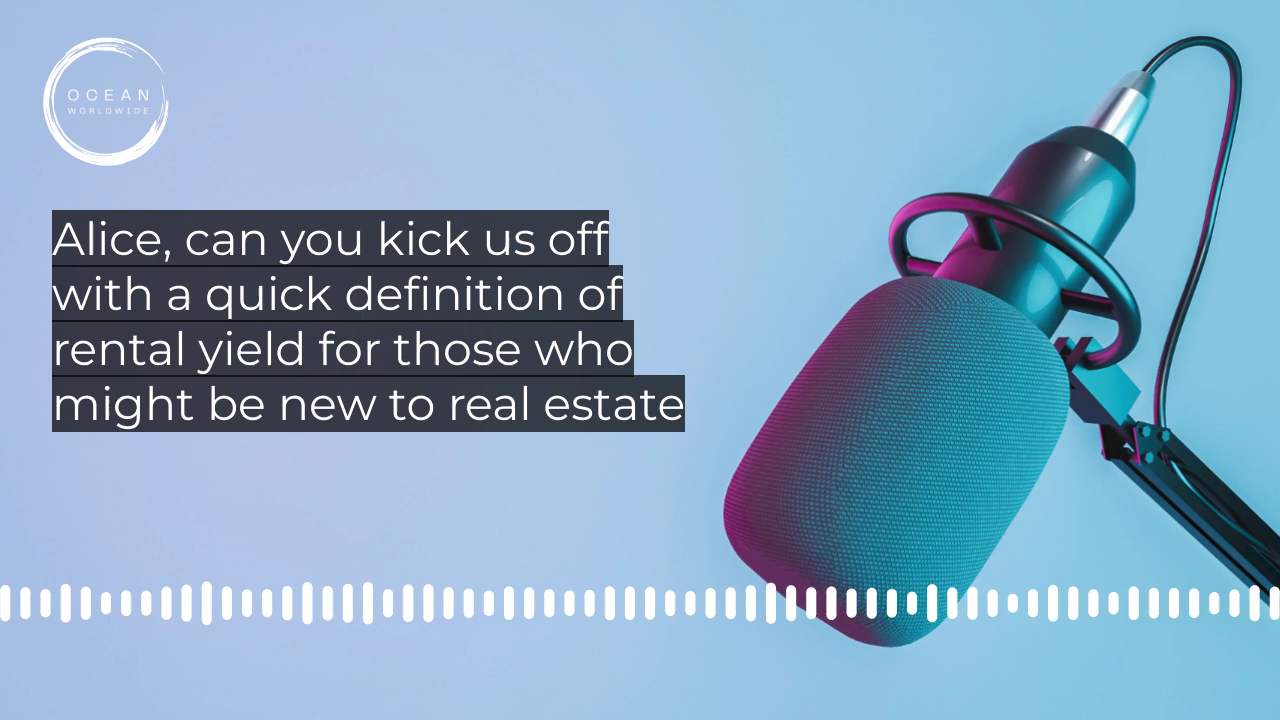 OCEAN
WORLDWIDE
Alice, can you kick us off
with a quick definition of
rental yield for those who
might be new to real estate